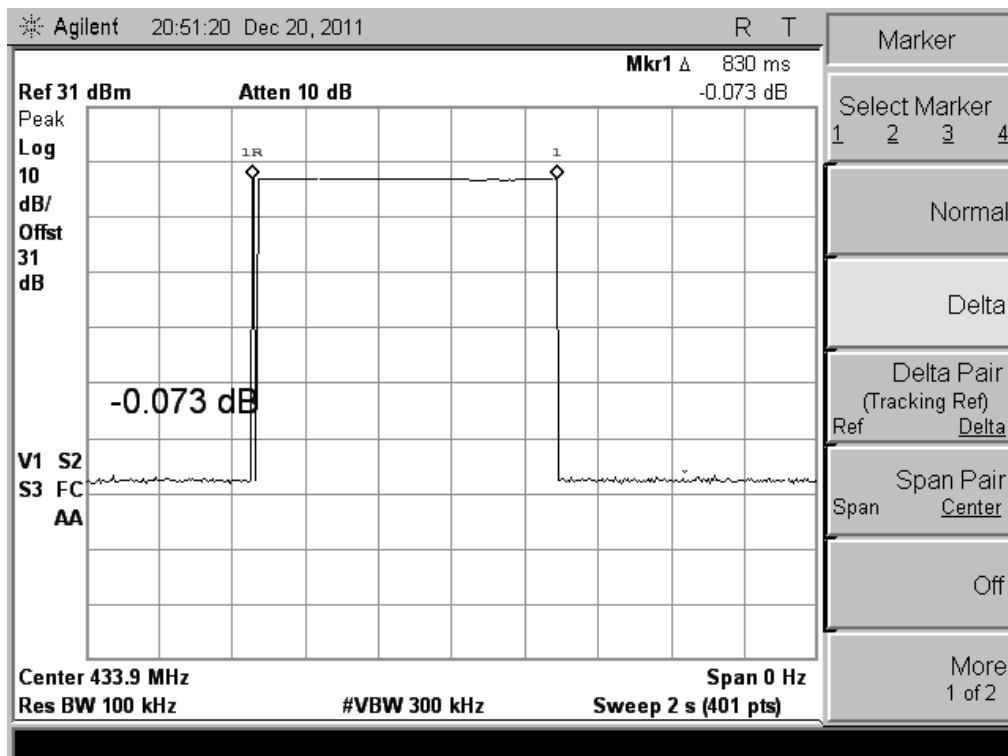 Agilent 20:51:20 Dec 20, 2011 R T
Mkr1 Δ 830 ms
Ref 31 dBm Atten 10 dB -0.073 dB
Peak
Log
10
dB/
Offst
31
dB
1R 1
-0.073 dB
V1 S2
S3 FC
AA
Center 433.9 MHz Span 0 Hz
Res BW 100 kHz #VBW 300 kHz Sweep 2 s (401 pts)
Marker
Select Marker
1 2 3 4
Normal
Delta
Delta Pair
(Tracking Ref)
Ref Delta
Span Pair
Span Center
Off
More
1 of 2